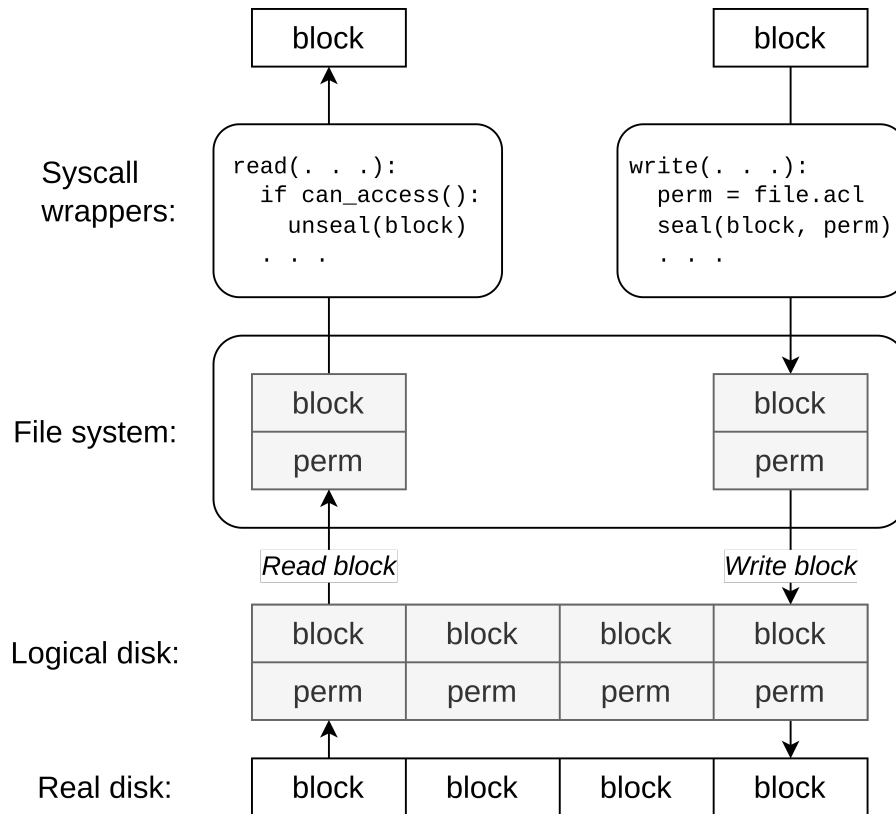 block
block
Syscall
wrappers:
read(. . .):
if can_access():
unseal(block)
. . .
write(. . .):
perm = file.acl
seal(block, perm)
. . .
File system:
block
perm
block
perm
Read block
Write block
Logical disk:
block block block block
perm perm perm perm
Real disk:
block block block block